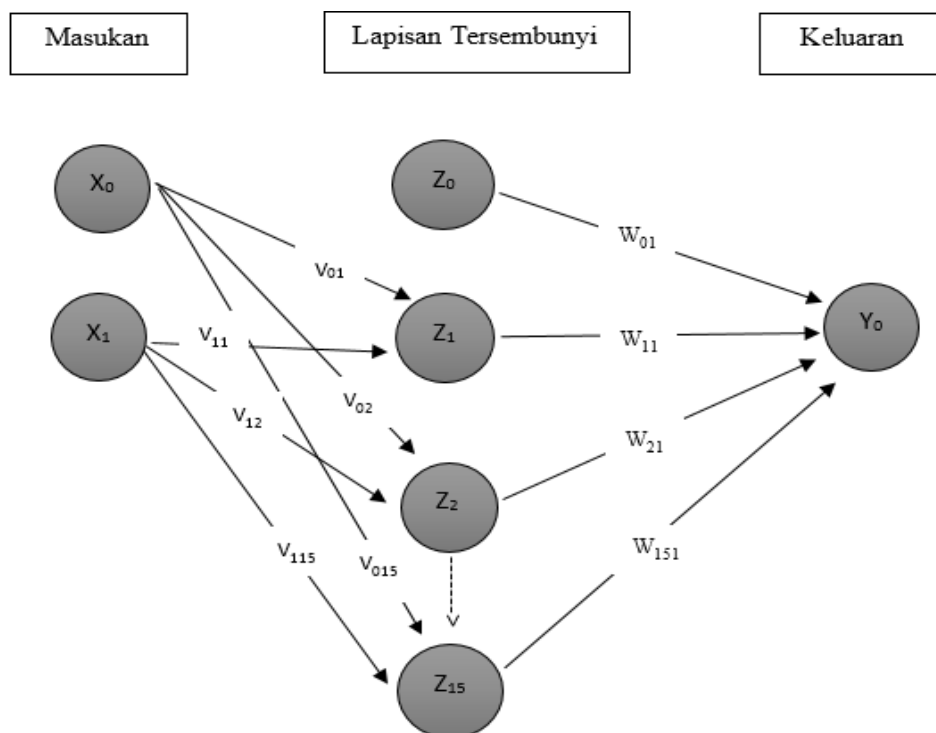 Masukan
Lapisan Tersembunyi
Keluaran
X₀
Z₀
W₀₁
V₀₁
X₁
V₁₁
Z₁
W₁₁
Y₀
V₀₂
V₁₂
W₂₁
Z₂
V₁₁₅
V₀₁₅
W₁₅₁
Z₁₅